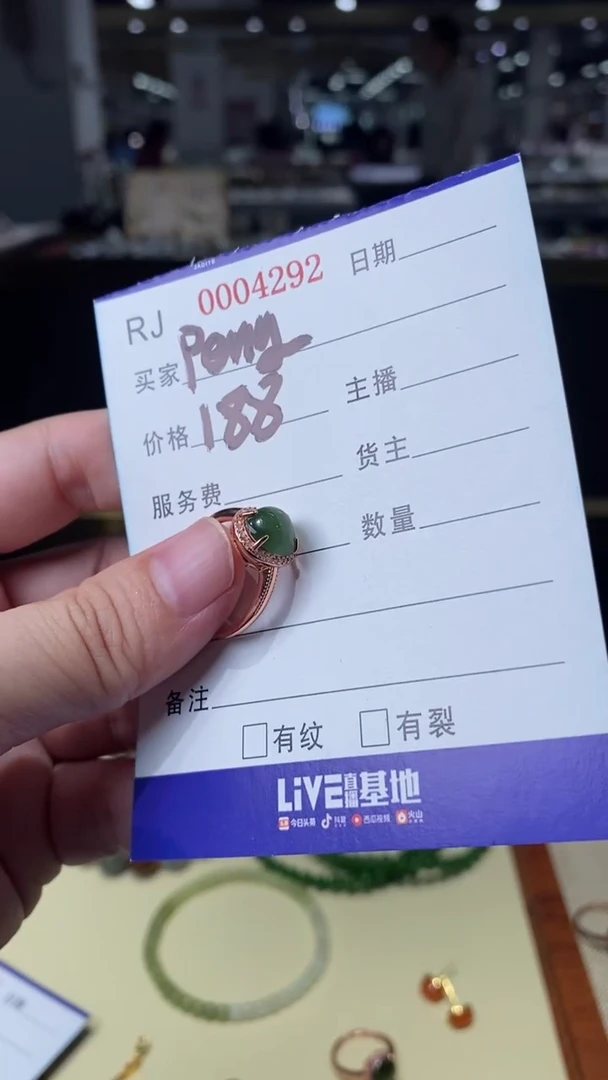 RJ 0004292 日期
买家 Pony
价格 188 主播
服务费 货主
数量
备注
有纹 有裂
LiVE直播基地
今日头条 抖音 西瓜视频 火山